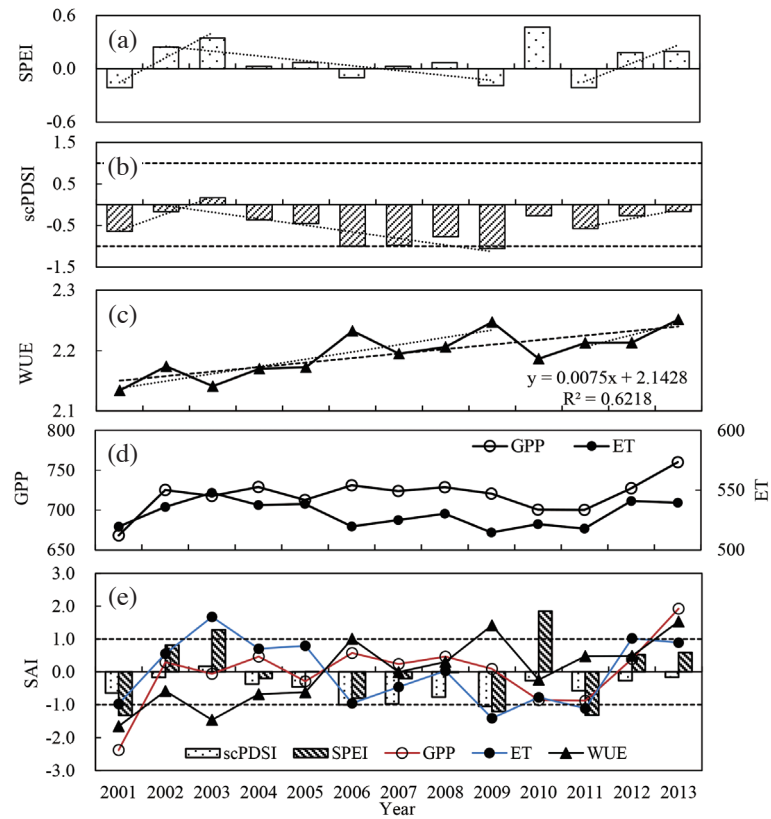 0.6
(a)
SPEI
0.0
-0.6
1.5
(b)
scPDSI
0.5
-0.5
-1.5
2.3
(c)
WUE
2.2
y = 0.0075x + 2.1428
R² = 0.6218
2.1
800
600
(d)
GPP
ET
750
GPP
550
ET
700
650
500
3.0
(e)
2.0
1.0
SAI
0.0
-1.0
-2.0
scPDSI
SPEI
GPP
ET
WUE
-3.0
2001 2002 2003 2004 2005 2006 2007 2008 2009 2010 2011 2012 2013
Year